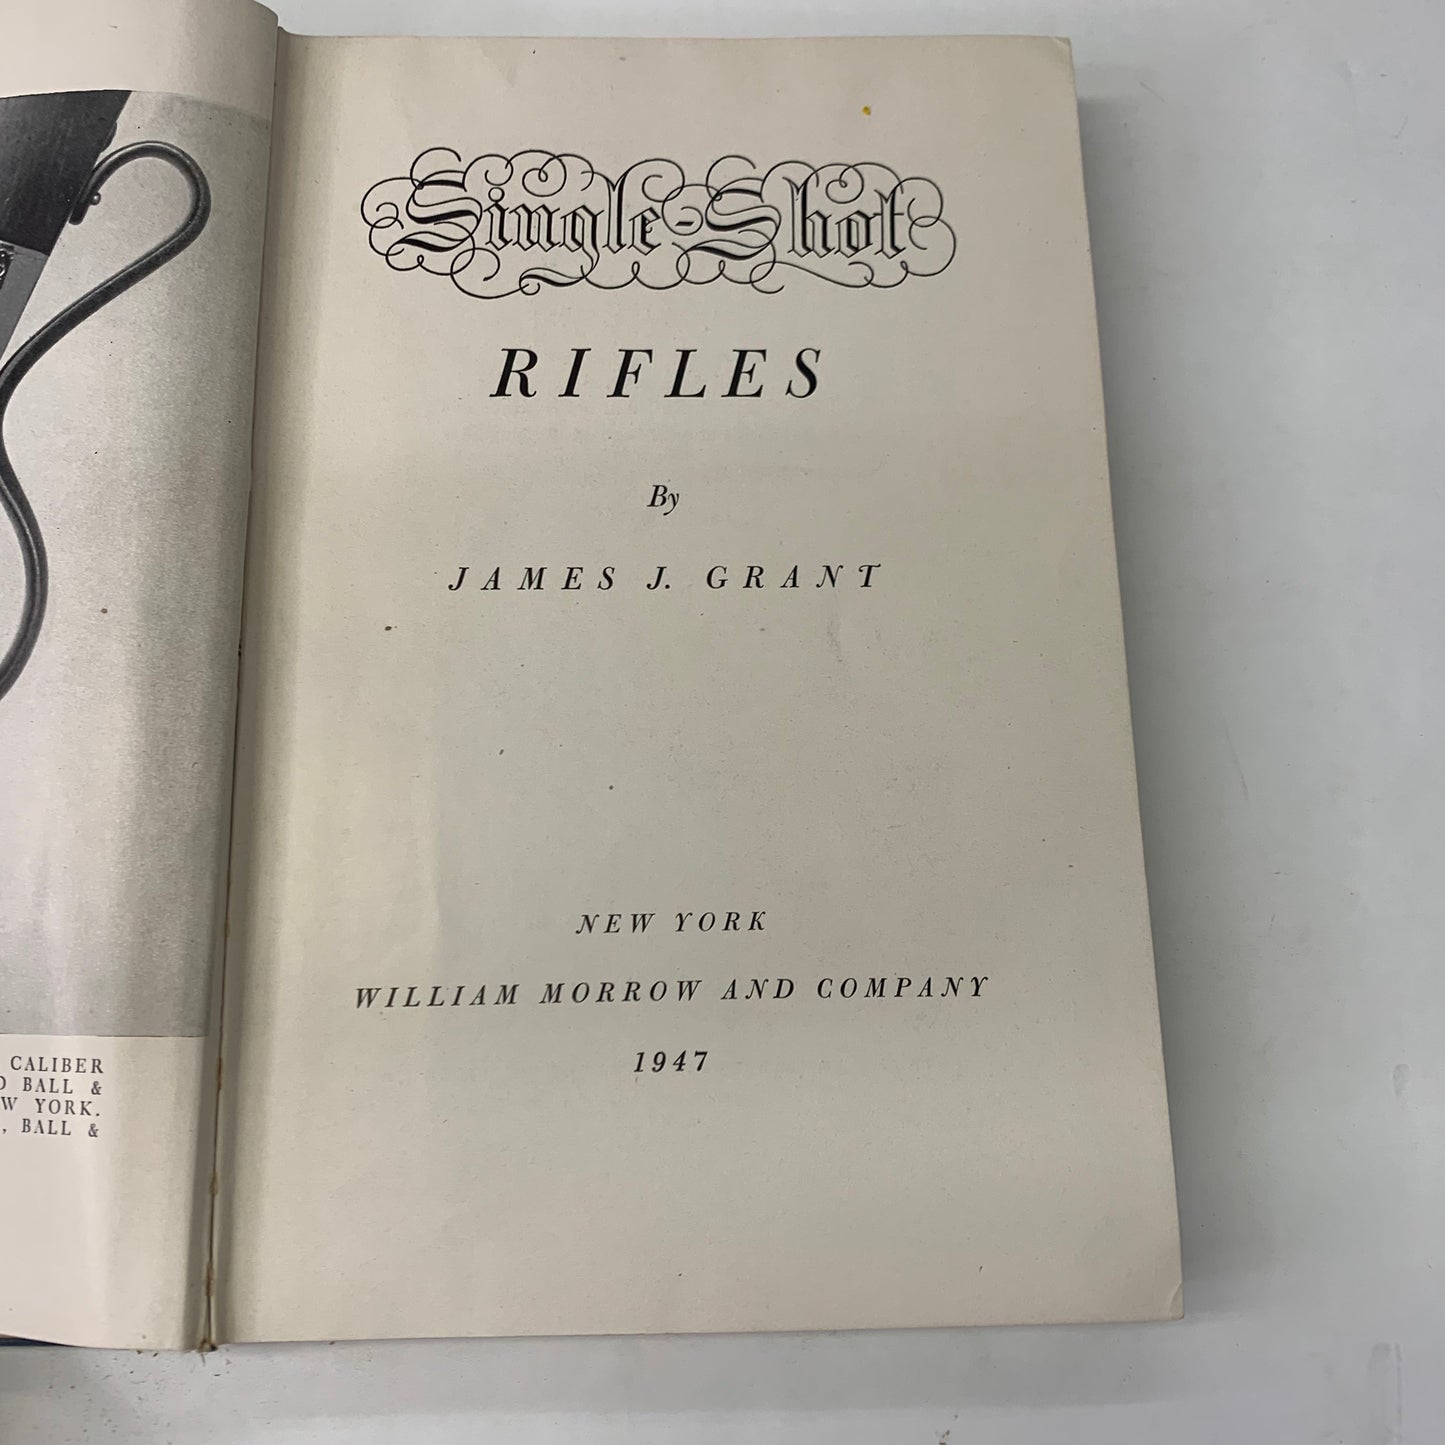 CALIBER
BALL &
YORK.
, BALL &
Single-Shot
RIFLES
By
JAMES J. GRANT
NEW YORK
WILLIAM MORROW AND COMPANY
1947